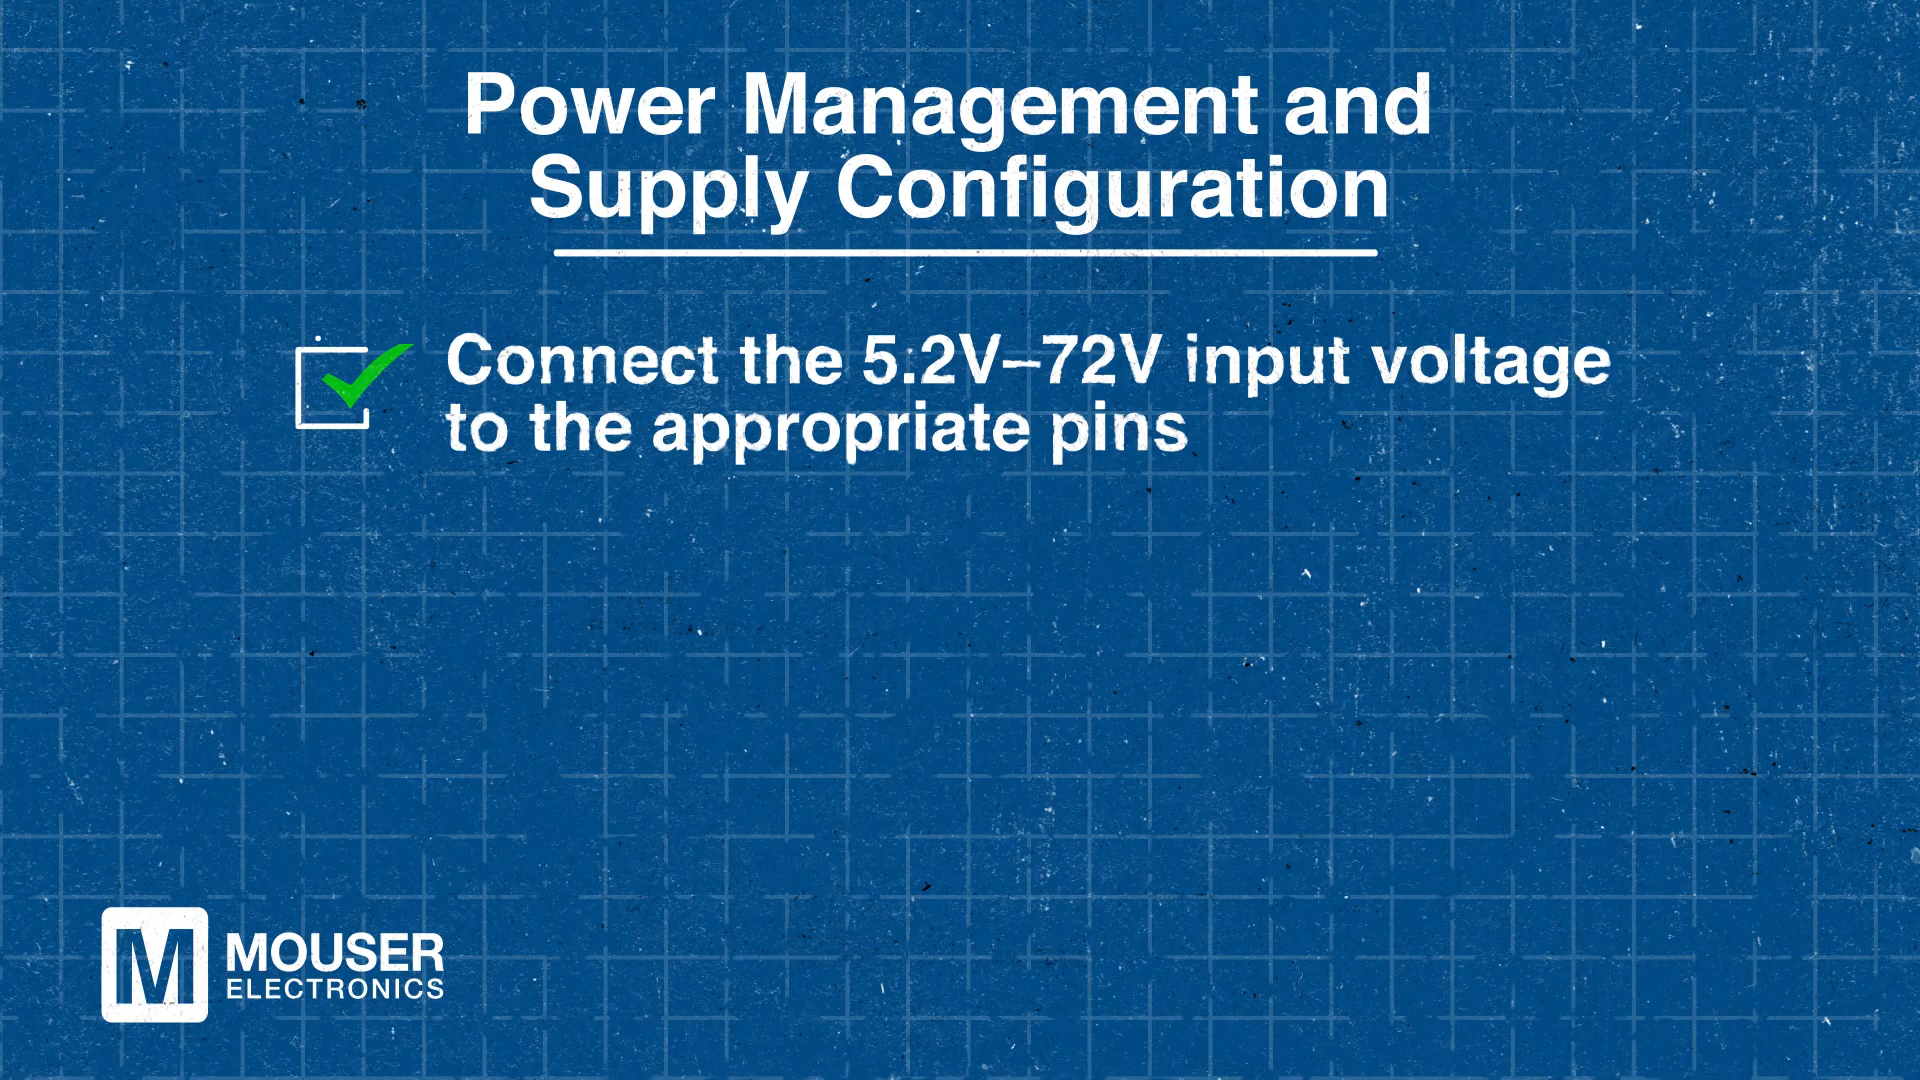 Power Management and
Supply Configuration
Connect the 5.2V–72V input voltage
to the appropriate pins
M
MOUSER
ELECTRONICS